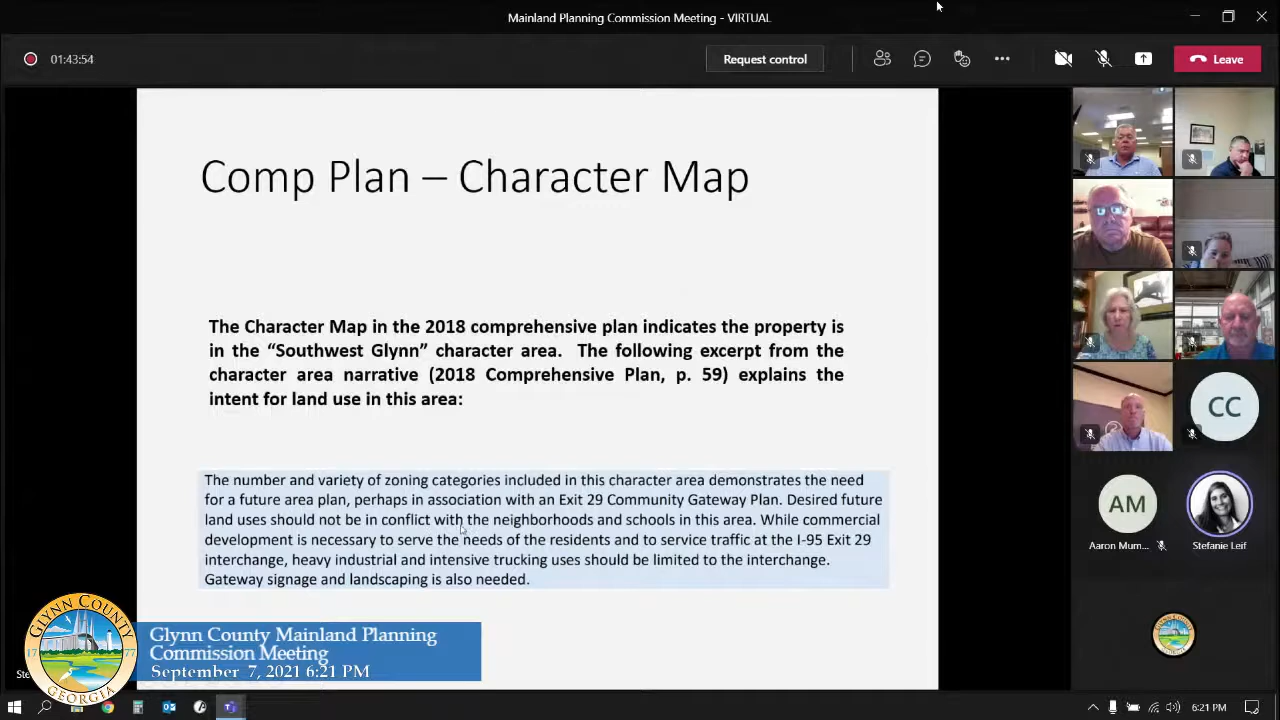 Mainland Planning Commission Meeting - VIRTUAL
01:43:54
Request control
Leave
Comp Plan – Character Map
The Character Map in the 2018 comprehensive plan indicates the property is
in the “Southwest Glynn” character area. The following excerpt from the
character area narrative (2018 Comprehensive Plan, p. 59) explains the
intent for land use in this area:
The number and variety of zoning categories included in this character area demonstrates the need
for a future area plan, perhaps in association with an Exit 29 Community Gateway Plan. Desired future
land uses should not be in conflict with the neighborhoods and schools in this area. While commercial
development is necessary to serve the needs of the residents and to service traffic at the I-95 Exit 29
interchange, heavy industrial and intensive trucking uses should be limited to the interchange.
Gateway signage and landscaping is also needed.
CC
AM
Aaron Mum...
Stefanie Leif
GLYNN COUNTY
1777
GEORGIA
Glynn County Mainland Planning
Commission Meeting
September 7, 2021 6:21 PM
Ste
6:21 PM